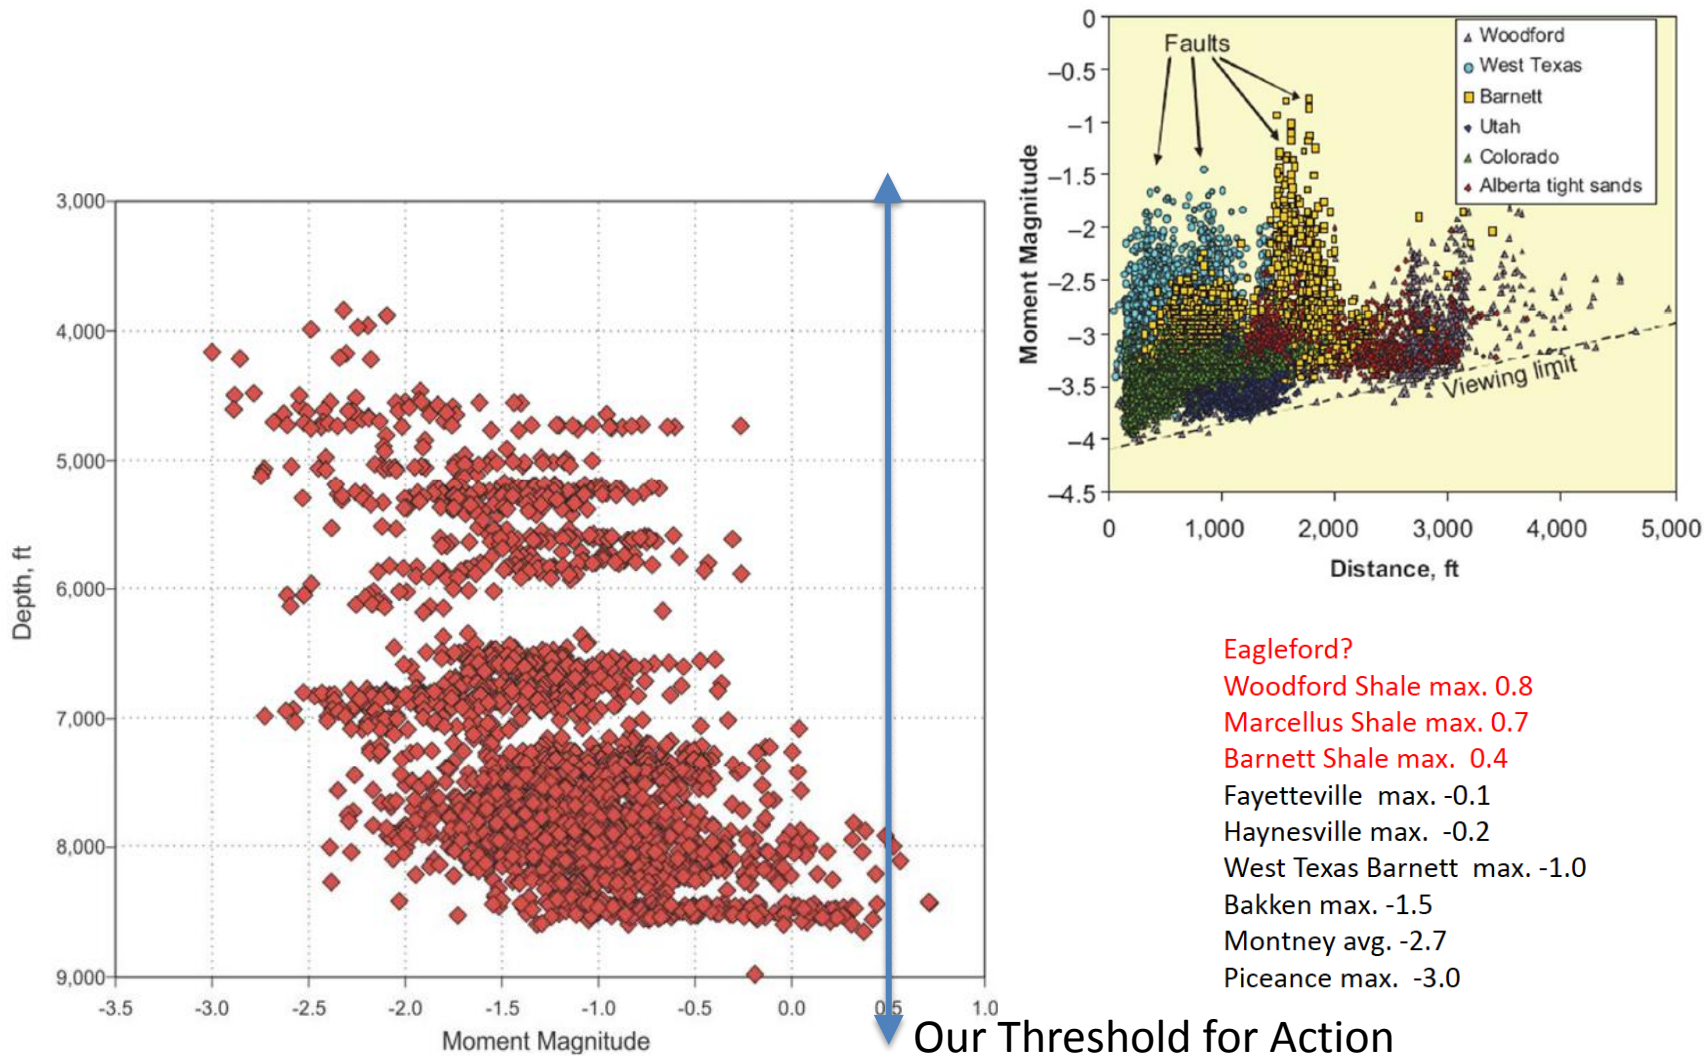 3,000
4,000
5,000
6,000
7,000
8,000
9,000
Depth, ft
-3.5 -3.0 -2.5 -2.0 -1.5 -1.0 -0.5 0.0 0.5 1.0
Moment Magnitude
Our Threshold for Action
0
–0.5
–1
–1.5
–2
–2.5
–3
–3.5
–4
–4.5
Moment Magnitude
Faults
Woodford
West Texas
Barnett
Utah
Colorado
Alberta tight sands
Viewing limit
0 1,000 2,000 3,000 4,000 5,000
Distance, ft
Eagleford?
Woodford Shale max. 0.8
Marcellus Shale max. 0.7
Barnett Shale max. 0.4
Fayetteville max. -0.1
Haynesville max. -0.2
West Texas Barnett max. -1.0
Bakken max. -1.5
Montney avg. -2.7
Piceance max. -3.0